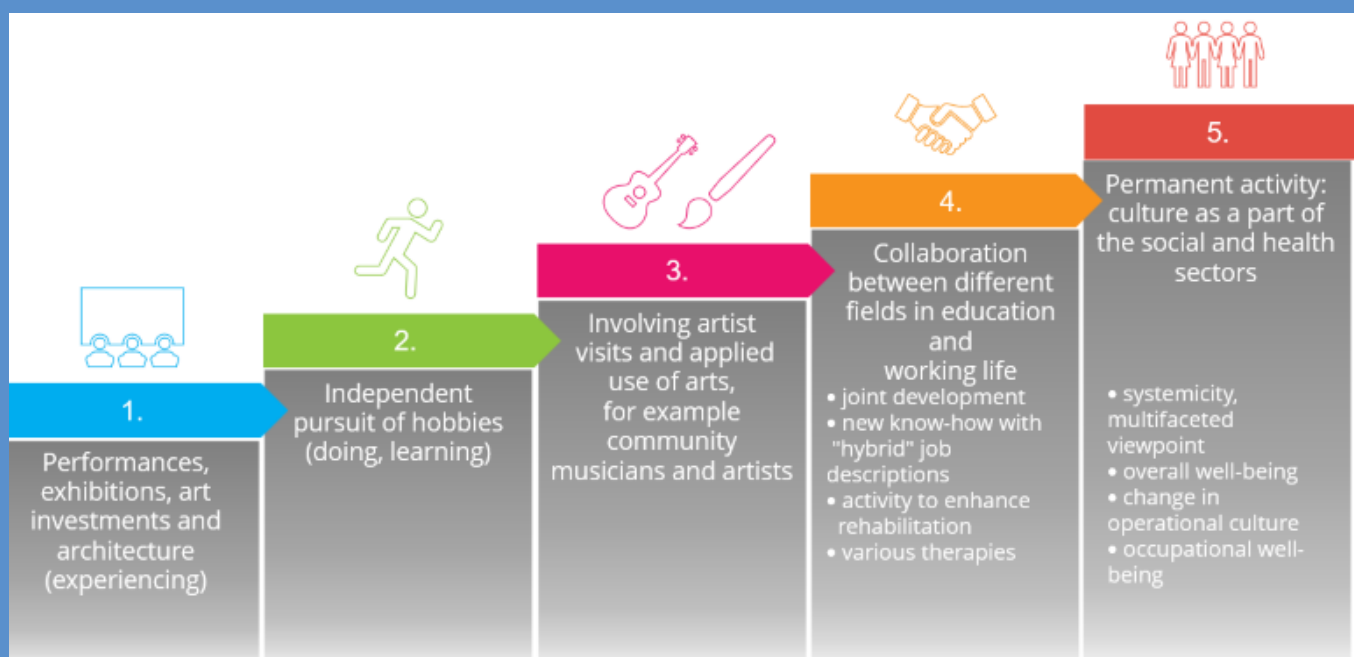 1.
Performances,
exhibitions, art
investments and
architecture
(experiencing)
2.
Independent
pursuit of hobbies
(doing, learning)
3.
Involving artist
visits and applied
use of arts,
for example
community
musicians and artists
4.
Collaboration
between different
fields in education
and
working life
• joint development
• new know-how with
"hybrid" job
descriptions
• activity to enhance
rehabilitation
• various therapies
5.
Permanent activity:
culture as a part of
the social and health
sectors
• systemicity,
multifaceted
viewpoint
• overall well-being
• change in
operational culture
• occupational well-
being